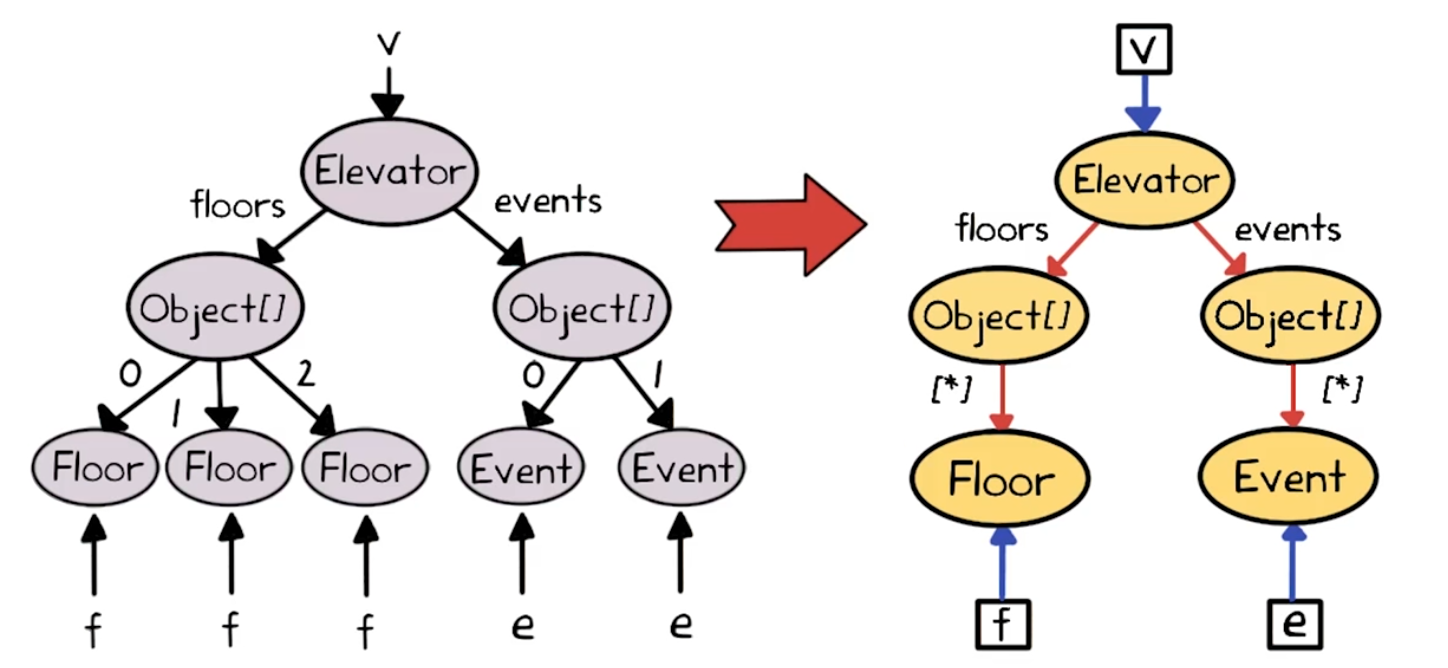 v
Elevator
floors
events
Object[]
Object[]
0
1
2
0
1
Floor
Floor
Floor
Event
Event
f
f
f
e
e
v
Elevator
floors
events
Object[]
Object[]
[*]
[*]
Floor
Event
f
e